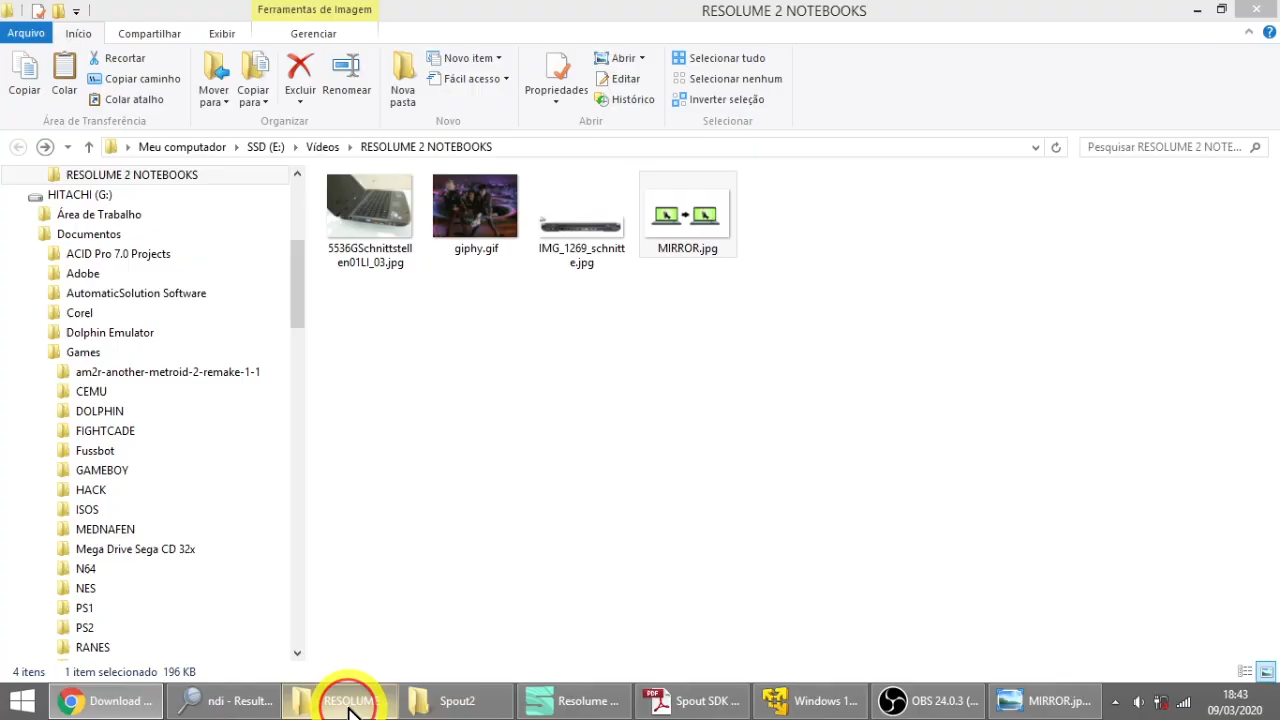 Ferramentas de Imagem
RESOLUME 2 NOTEBOOKS
Arquivo
Início
Compartilhar
Exibir
Gerenciar
Copiar
Colar
Recortar
Copiar caminho
Colar atalho
Mover para
Copiar para
Excluir
Renomear
Nova pasta
Novo item
Fácil acesso
Propriedades
Abrir
Editar
Histórico
Selecionar tudo
Selecionar nenhum
Inverter seleção
Área de Transferência
Organizar
Novo
Abrir
Selecionar
Meu computador
SSD (E:)
Vídeos
RESOLUME 2 NOTEBOOKS
Pesquisar RESOLUME 2 NOTE...
RESOLUME 2 NOTEBOOKS
HITACHI (G:)
Área de Trabalho
Documentos
ACID Pro 7.0 Projects
Adobe
AutomaticSolution Software
Corel
Dolphin Emulator
Games
am2r-another-metroid-2-remake-1-1
CEMU
DOLPHIN
FIGHTCADE
Fussbot
GAMEBOY
HACK
ISOS
MEDNAFEN
Mega Drive Sega CD 32x
N64
NES
PS1
PS2
RANES
5536GSchnittstell
en01LI_03.jpg
giphy.gif
IMG_1269_schnitt
e.jpg
MIRROR.jpg
4 itens
1 item selecionado 196 KB
Download ...
ndi - Result...
RESOLUME
Spout2
Resolume ...
PDF
Spout SDK ...
Windows 1...
OBS 24.0.3 (...
MIRROR.jp...
18:43
09/03/2020